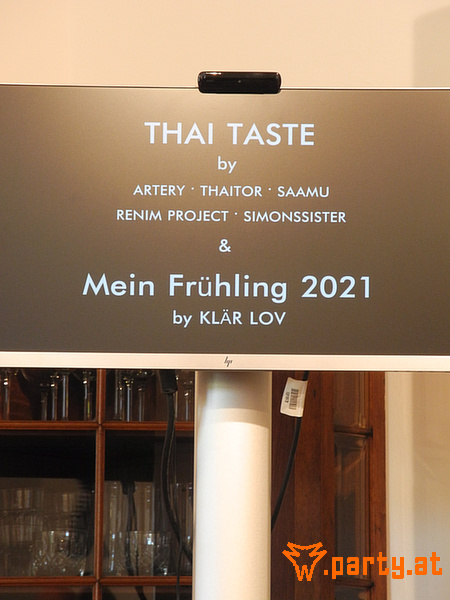 THAI TASTE
by
ARTERY · THAITOR · SAAMU
RENIM PROJECT · SIMONSSISTER
&
Mein Frühling 2021
by KLÄR LOV
hp
W.party.at